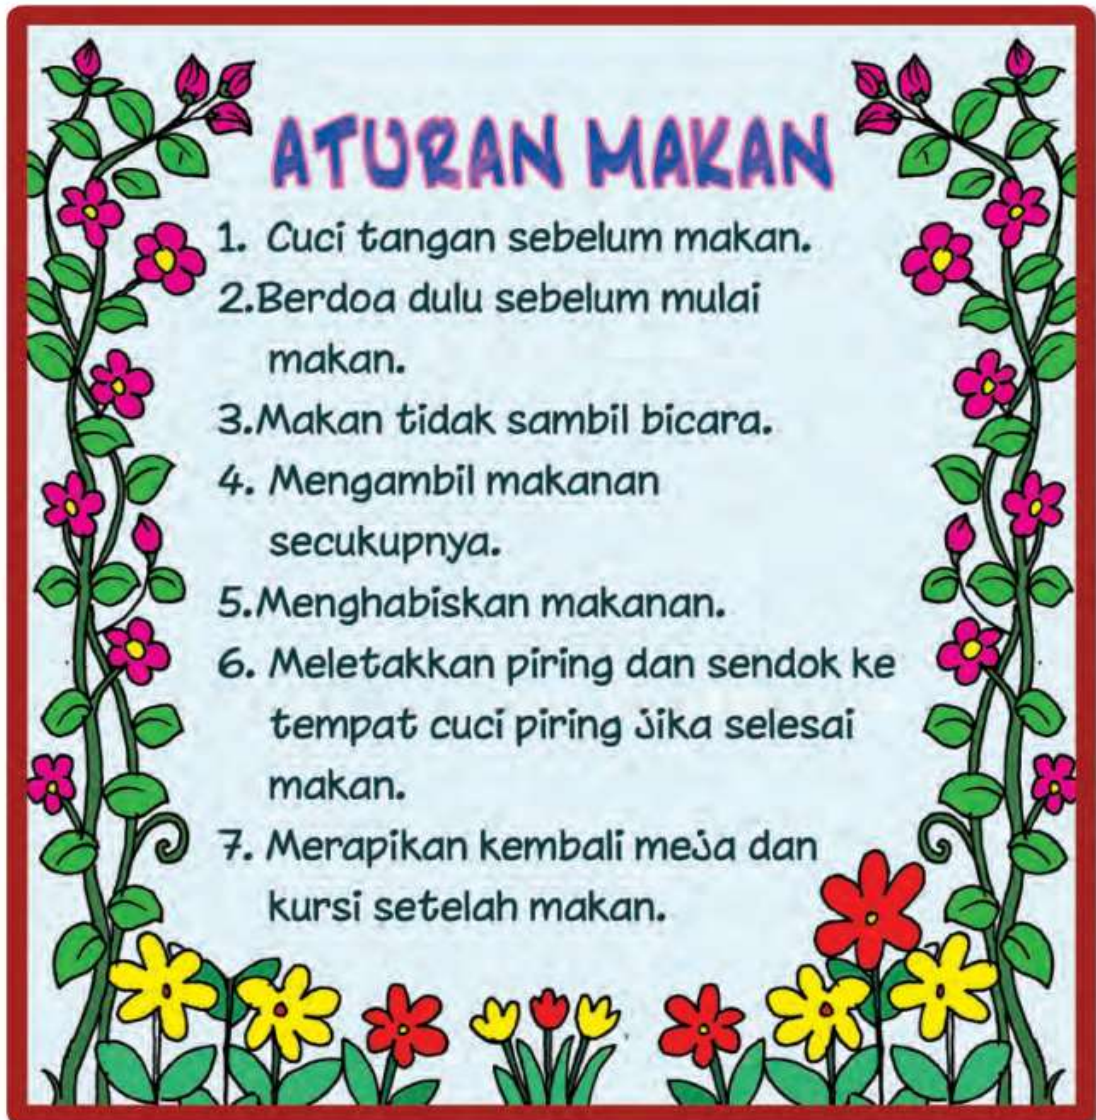 ATURAN MAKAN
1. Cuci tangan sebelum makan.
2.Berdoa dulu sebelum mulai
makan.
3.Makan tidak sambil bicara.
4. Mengambil makanan
secukupnya.
5.Menghabiskan makanan.
6. Meletakkan piring dan sendok ke
tempat cuci piring jika selesai
makan.
7. Merapikan kembali meja dan
kursi setelah makan.